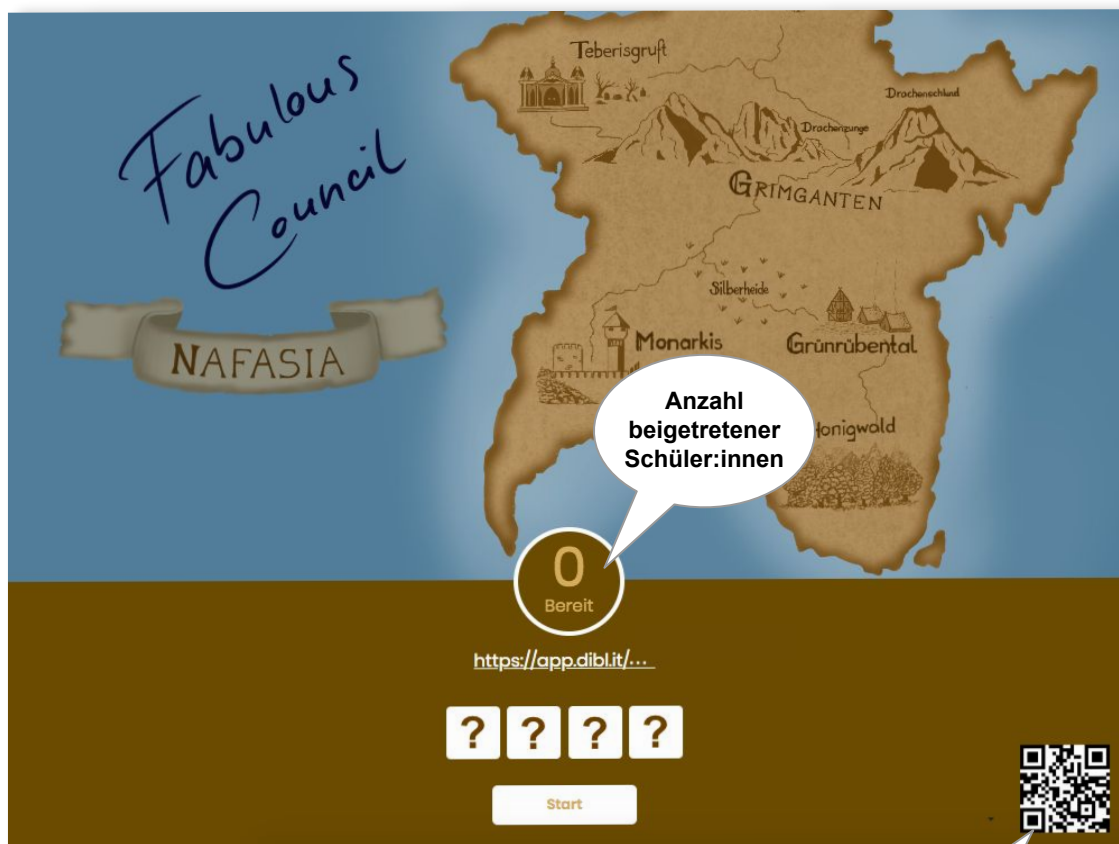 Fabulous
Council
NAFASIA
Teberisgruft
Drachenschlund
Drachenzunge
GRIMGANTEN
Silberheide
Monarkis
Grünrübental
Honigwald
Anzahl
beigetretener
Schüler:innen
0
Bereit
https://app.dibl.it/...
? ? ? ?
Start